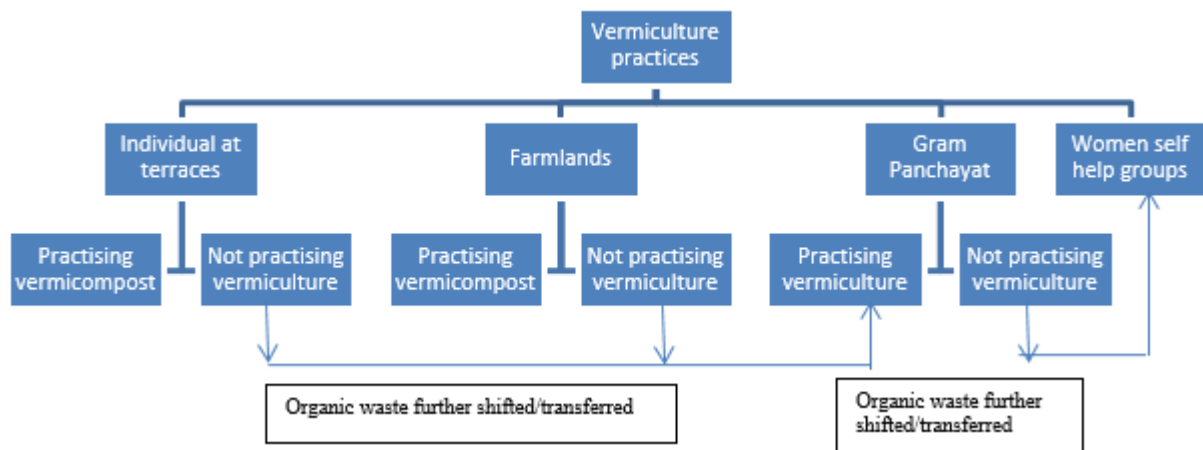 Vermiculture
practices
Individual at
terraces
Farmlands
Gram
Panchayat
Women self
help groups
Practising
vermicompost
Not practising
vermiculture
Practising
vermicompost
Not practising
vermiculture
Practising
vermiculture
Not practising
vermiculture
Organic waste further shifted/transferred
Organic waste further
shifted/transferred